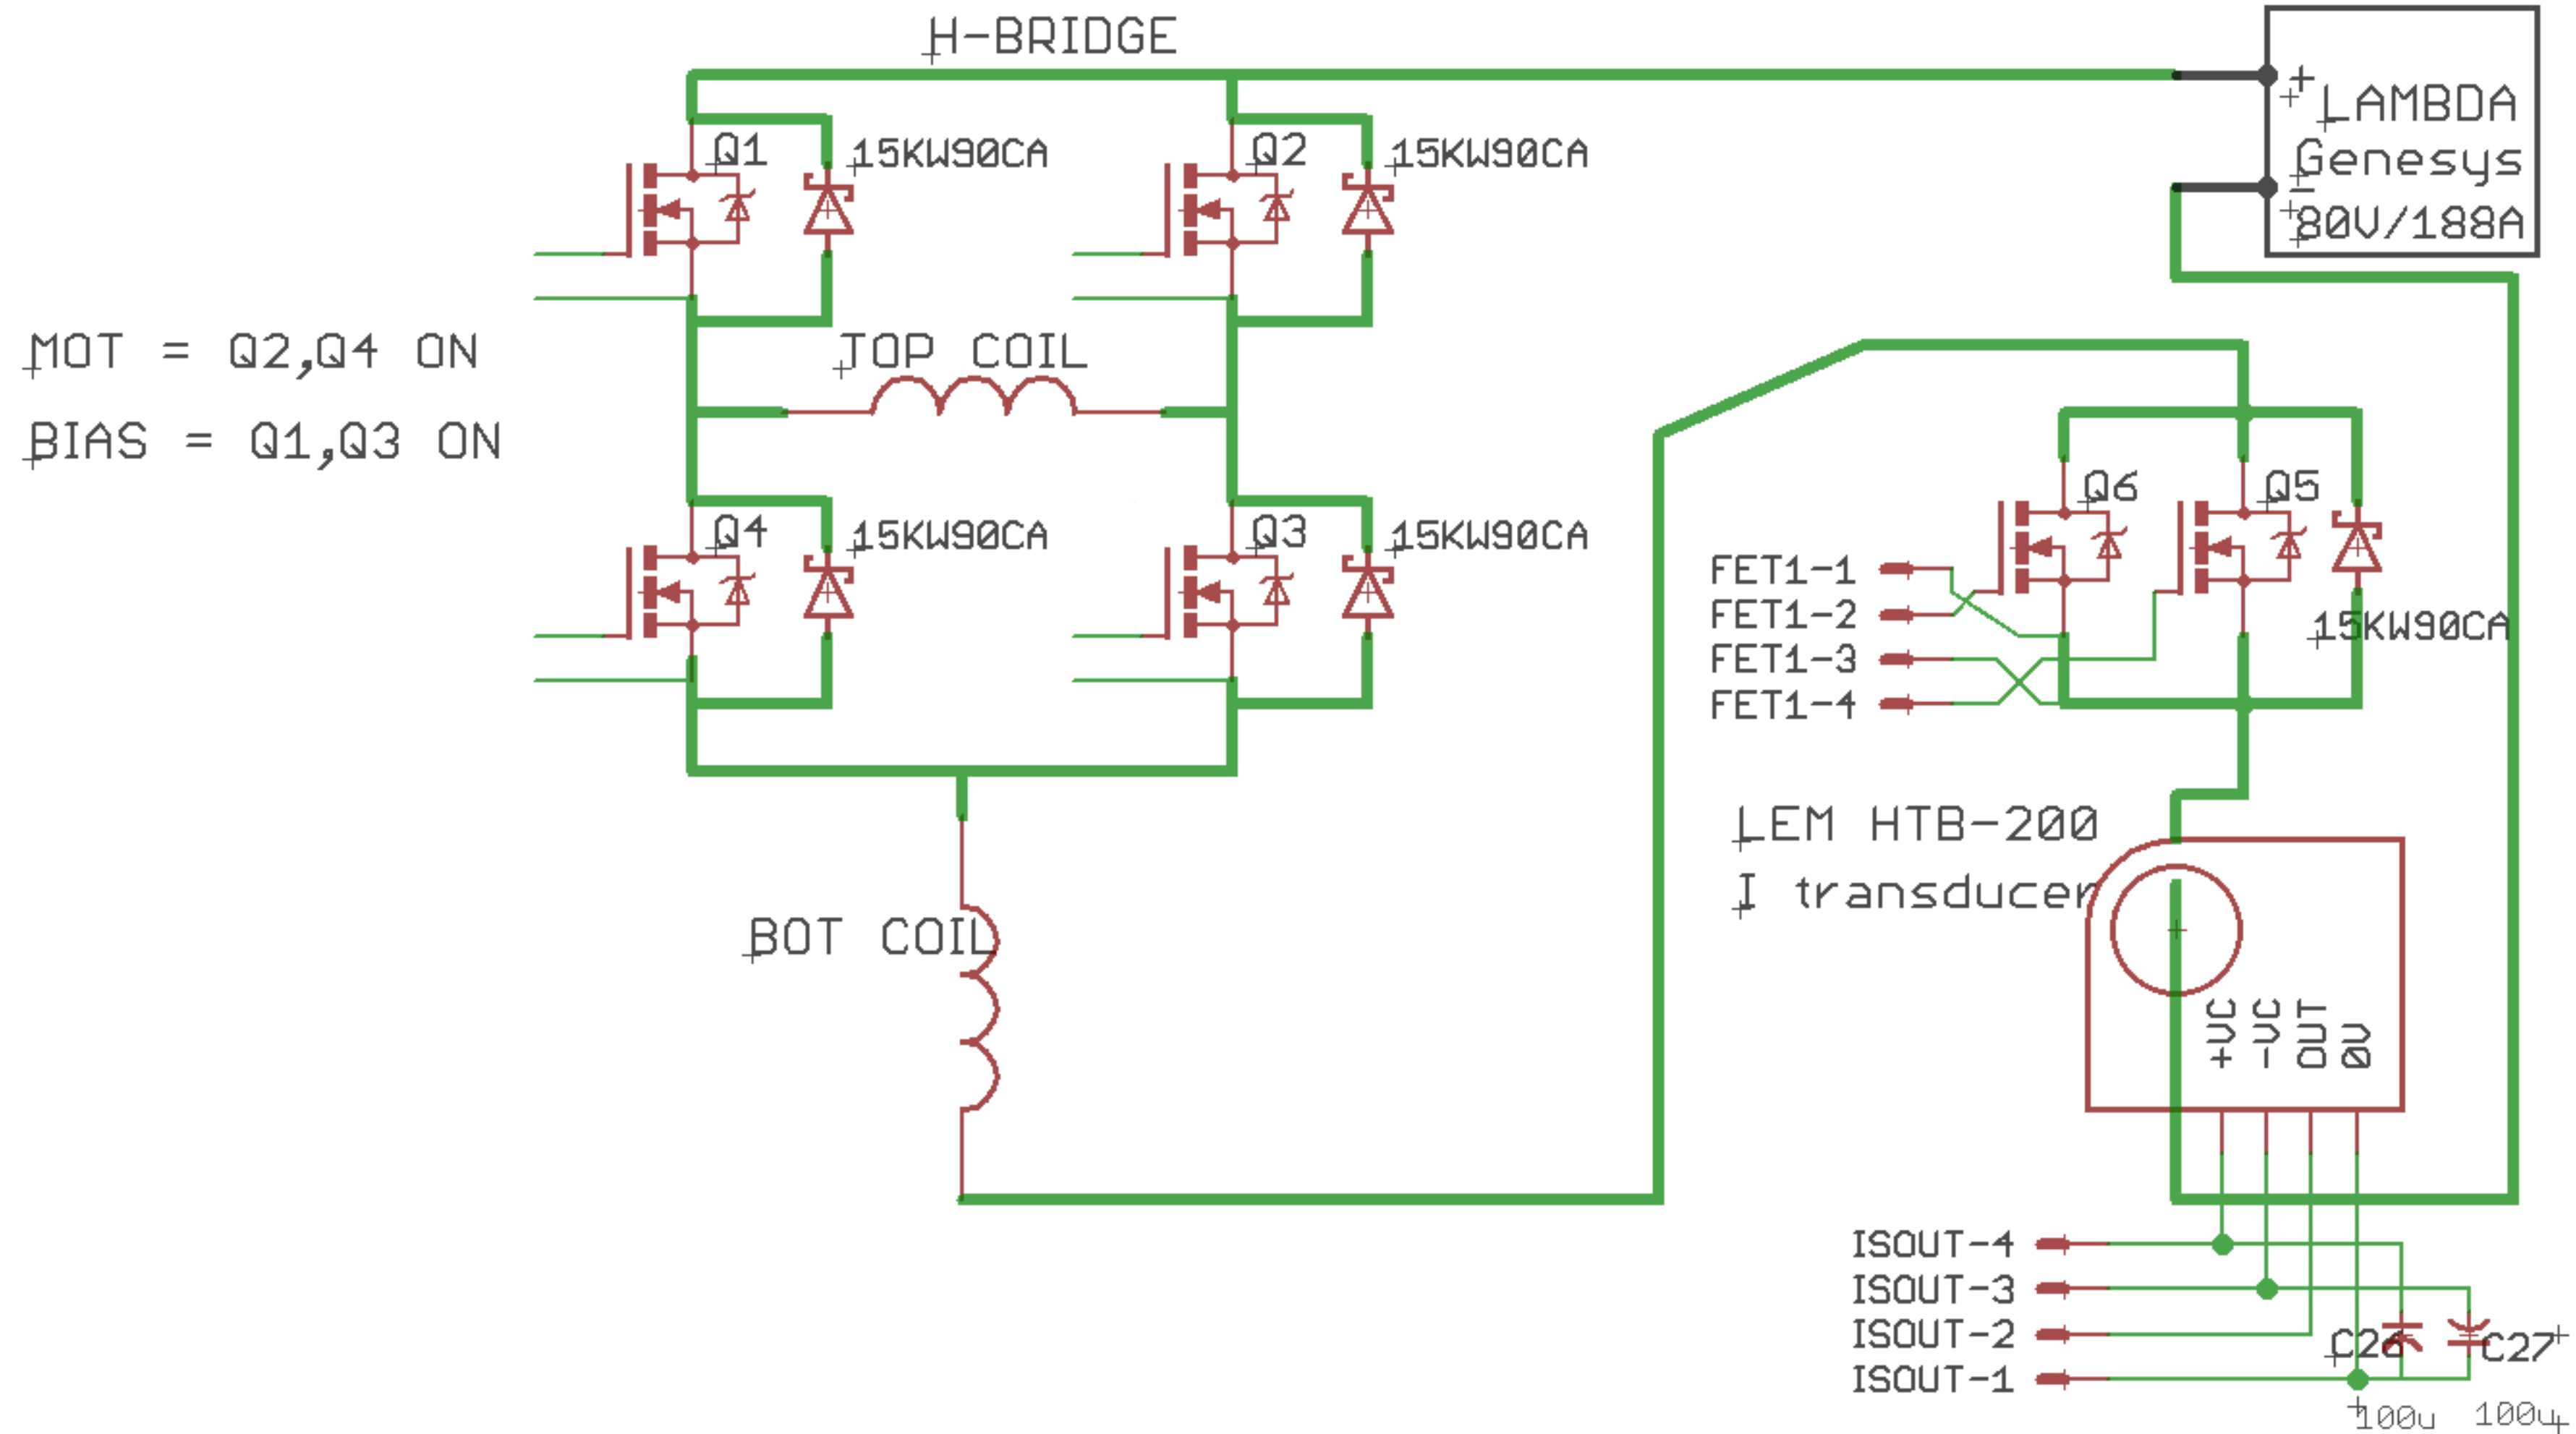 H-BRIDGE
+
LAMBDA
Genesys
-
80V/188A
Q1
15KW90CA
Q2
15KW90CA
MOT = Q2,Q4 ON
TOP COIL
BIAS = Q1,Q3 ON
Q4
15KW90CA
Q3
15KW90CA
Q6
Q5
FET1-1
FET1-2
15KW90CA
FET1-3
FET1-4
LEM HTB-200
I transducer
BOT COIL
+VC
-VC
OUT
0V
ISOUT-4
ISOUT-3
ISOUT-2
C26
C27
ISOUT-1
100u
100u